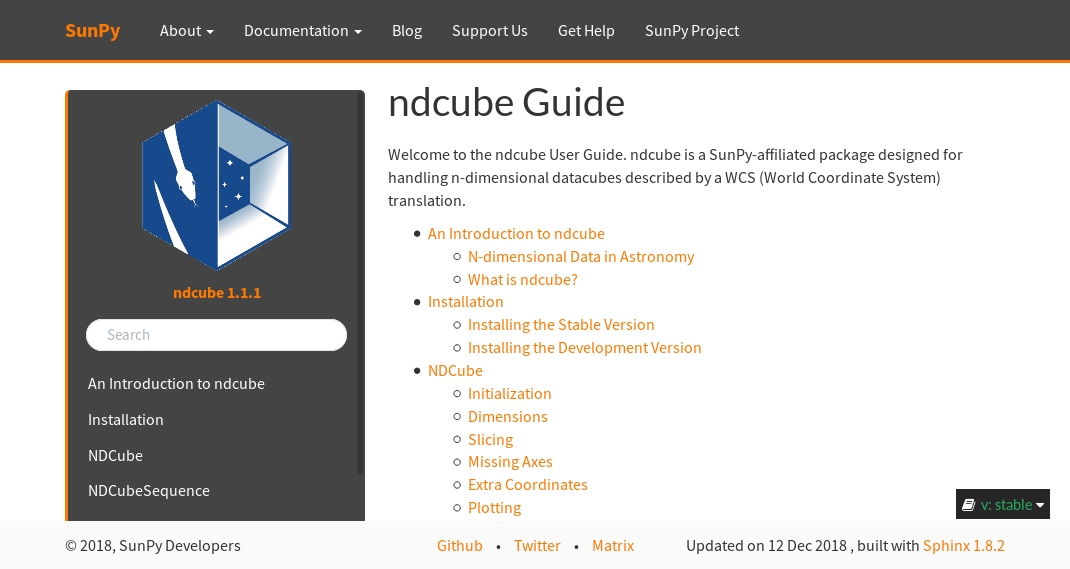 SunPy
About
Documentation
Blog
Support Us
Get Help
SunPy Project
ndcube 1.1.1
Search
An Introduction to ndcube
Installation
NDCube
NDCubeSequence
ndcube Guide
Welcome to the ndcube User Guide. ndcube is a SunPy-affiliated package designed for
handling n-dimensional datacubes described by a WCS (World Coordinate System)
translation.
• An Introduction to ndcube
○ N-dimensional Data in Astronomy
○ What is ndcube?
• Installation
○ Installing the Stable Version
○ Installing the Development Version
• NDCube
○ Initialization
○ Dimensions
○ Slicing
○ Missing Axes
○ Extra Coordinates
○ Plotting
v: stable
© 2018, SunPy Developers
Github • Twitter • Matrix
Updated on 12 Dec 2018 , built with Sphinx 1.8.2